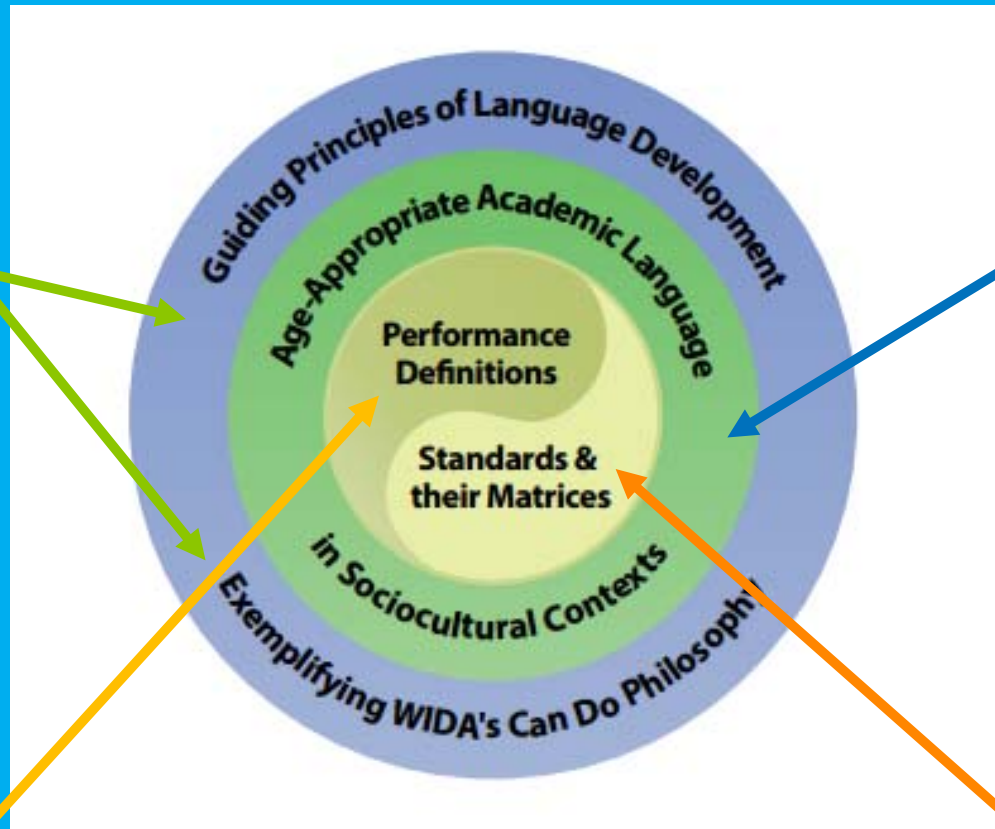 Guiding Principles of Language Development
Age-Appropriate Academic Language
Performance
Definitions
Standards &
their Matrices
in Sociocultural Contexts
Exemplifying WIDA's Can Do Philosophy